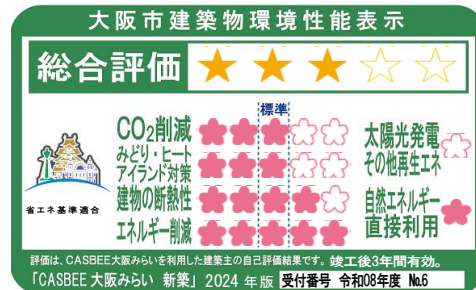 大阪市建築物環境性能表示
総合評価
標準
CO2削減
みどり・ヒート
アイランド対策
建物の断熱性
エネルギー削減
太陽光発電
その他再生エネ
自然エネルギー
直接利用
省エネ基準適合
評価は、CASBEE大阪みらいを利用した建築主の自己評価結果です。竣工後3年間有効。
「CASBEE 大阪みらい 新築」2024 年版 受付番号 令和08年度 No.6